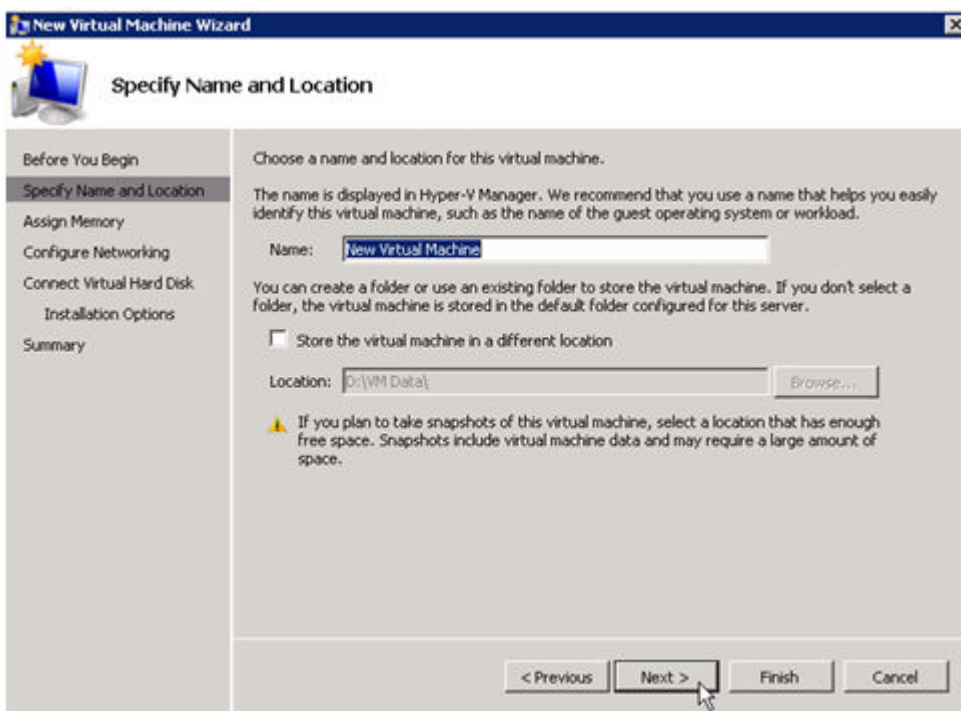 New Virtual Machine Wizard
Specify Name and Location
Before You Begin
Specify Name and Location
Assign Memory
Configure Networking
Connect Virtual Hard Disk
Installation Options
Summary
Choose a name and location for this virtual machine.
The name is displayed in Hyper-V Manager. We recommend that you use a name that helps you easily
identify this virtual machine, such as the name of the guest operating system or workload.
Name: New Virtual Machine
You can create a folder or use an existing folder to store the virtual machine. If you don't select a
folder, the virtual machine is stored in the default folder configured for this server.
Store the virtual machine in a different location
Location: D:\VM Data\ Browse...
If you plan to take snapshots of this virtual machine, select a location that has enough
free space. Snapshots include virtual machine data and may require a large amount of
space.
< Previous Next > Finish Cancel